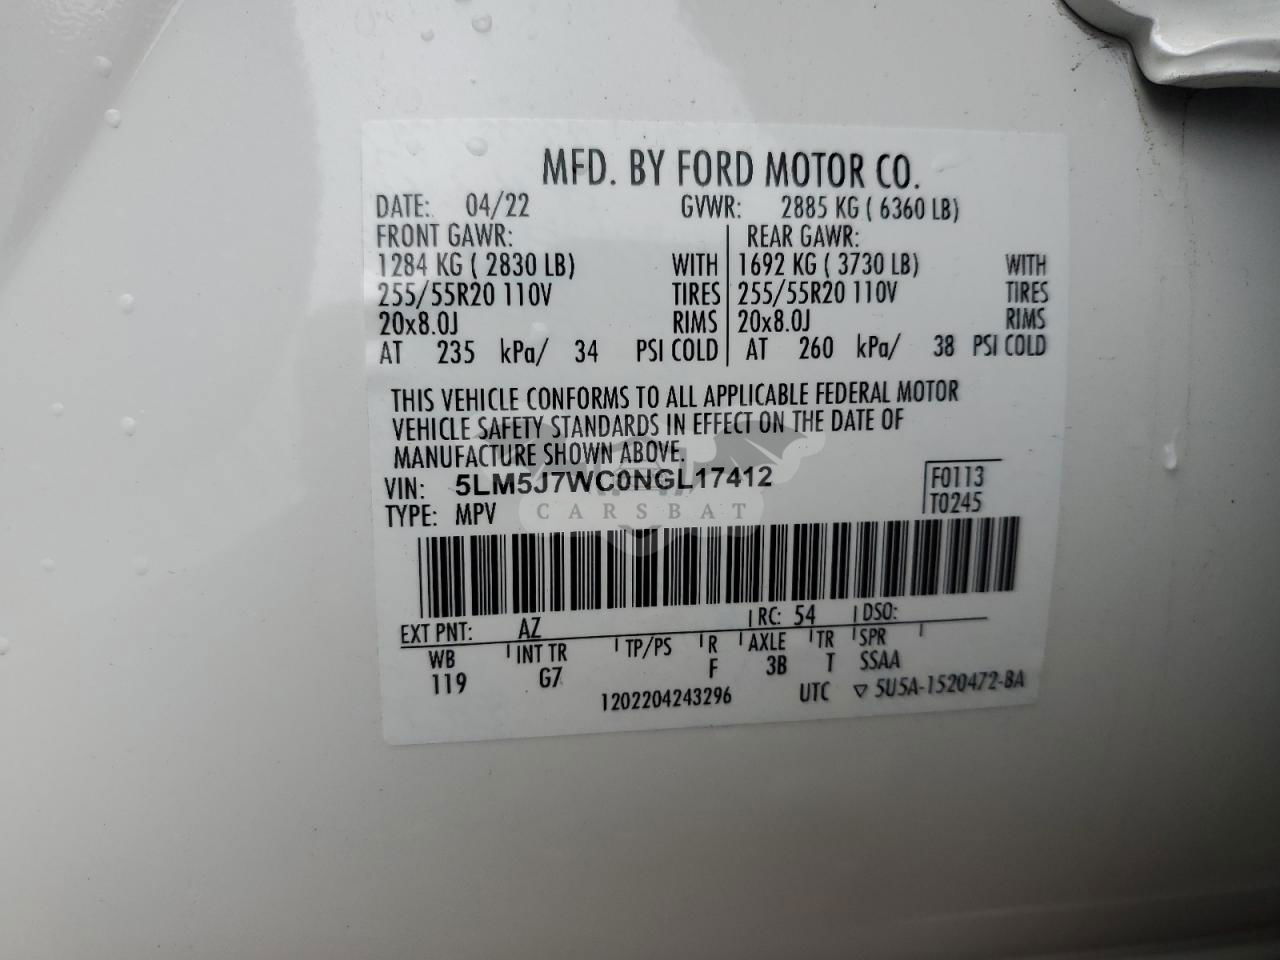 MFD. BY FORD MOTOR CO.
DATE: 04/22 GVWR: 2885 KG ( 6360 LB)
FRONT GAWR: REAR GAWR:
1284 KG ( 2830 LB) WITH 1692 KG ( 3730 LB) WITH
255/55R20 110V TIRES 255/55R20 110V TIRES
20x8.0J RIMS 20x8.0J RIMS
AT 235 kPa/ 34 PSI COLD AT 260 kPa/ 38 PSI COLD
THIS VEHICLE CONFORMS TO ALL APPLICABLE FEDERAL MOTOR
VEHICLE SAFETY STANDARDS IN EFFECT ON THE DATE OF
MANUFACTURE SHOWN ABOVE.
VIN: 5LM5J7WC0NGL17412 F0113
TYPE: MPV T0245
CARSBAT
EXT PNT: AZ RC: 54 DSO:
WB INT TR TP/PS R AXLE TR SPR
119 G7 F 3B T SSAA
1202204243296 UTC ▽ 5U5A-1520472-BA